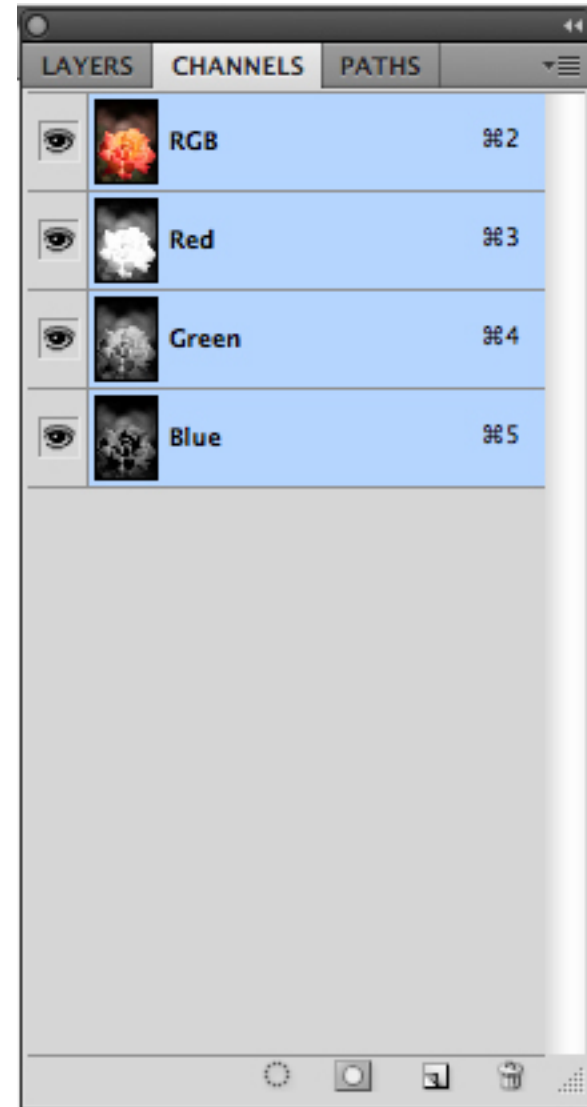 LAYERS CHANNELS PATHS
RGB ⌘2
Red ⌘3
Green ⌘4
Blue ⌘5